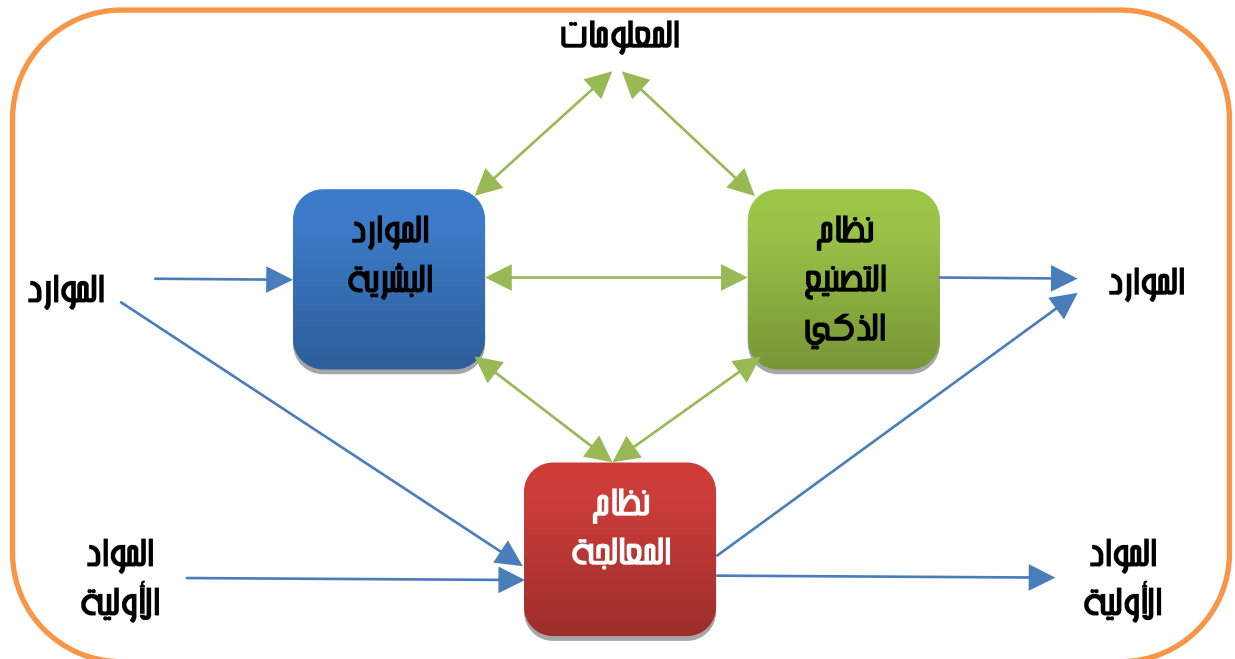 المعلومات
الموارد
البشرية
نظام
التصنيع
الذكي
الموارد
الموارد
نظام
المعالجة
المواد
الأولية
المواد
الأولية